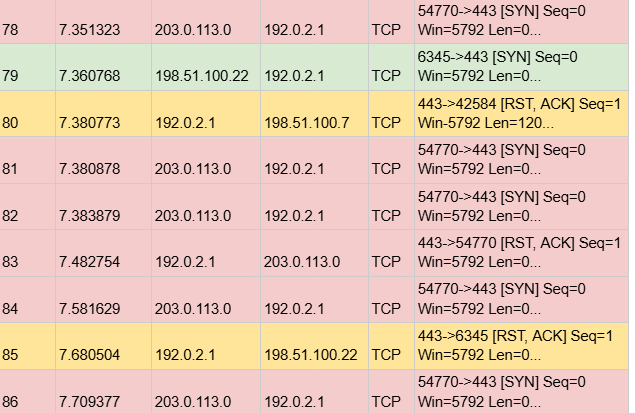 78 7.351323 203.0.113.0 192.0.2.1 TCP 54770->443 [SYN] Seq=0
Win=5792 Len=0...
79 7.360768 198.51.100.22 192.0.2.1 TCP 6345->443 [SYN] Seq=0
Win=5792 Len=0...
80 7.380773 192.0.2.1 198.51.100.7 TCP 443->42584 [RST, ACK] Seq=1
Win-5792 Len=120...
81 7.380878 203.0.113.0 192.0.2.1 TCP 54770->443 [SYN] Seq=0
Win=5792 Len=0...
82 7.383879 203.0.113.0 192.0.2.1 TCP 54770->443 [SYN] Seq=0
Win=5792 Len=0...
83 7.482754 192.0.2.1 203.0.113.0 TCP 443->54770 [RST, ACK] Seq=1
Win=5792 Len=0...
84 7.581629 203.0.113.0 192.0.2.1 TCP 54770->443 [SYN] Seq=0
Win=5792 Len=0...
85 7.680504 192.0.2.1 198.51.100.22 TCP 443->6345 [RST, ACK] Seq=1
Win=5792 Len=0...
86 7.709377 203.0.113.0 192.0.2.1 TCP 54770->443 [SYN] Seq=0
Win=5792 Len=0...